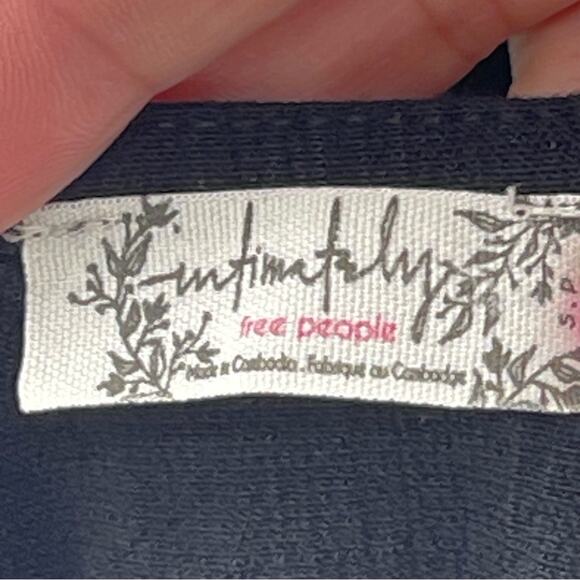 intimately
free people
Made in Cambodia . Fabriqué au Cambodge
S.P